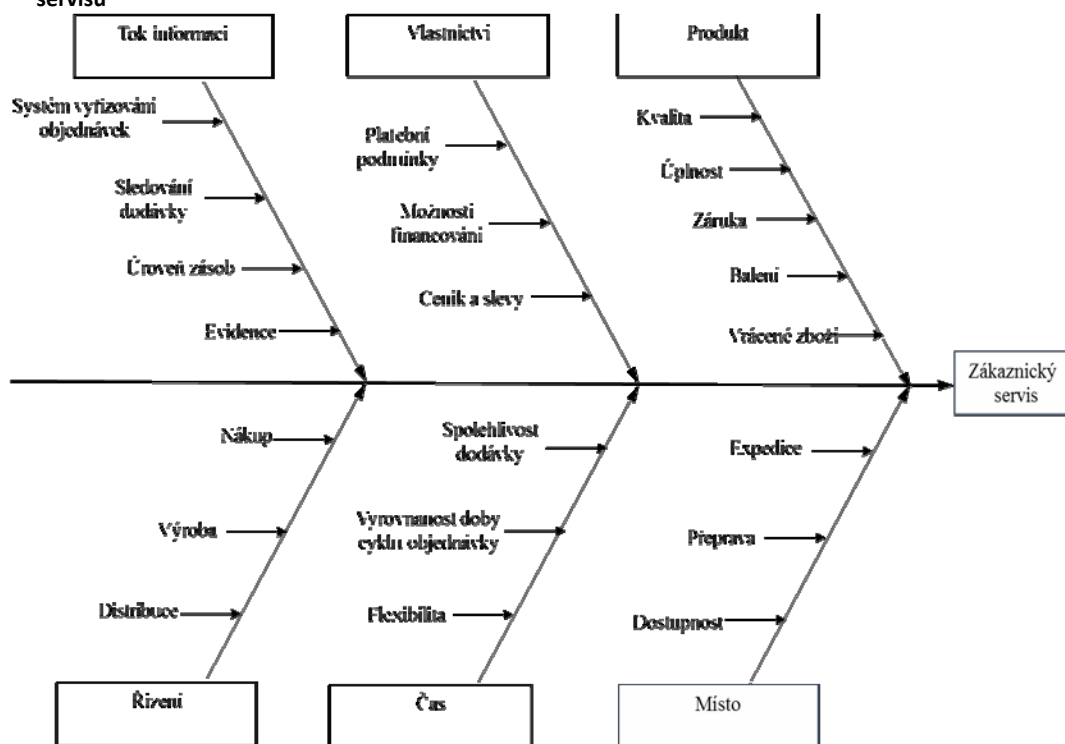 servisu
Tok informací
Vlastnictví
Produkt
Systém vyřizování
objednávek
Sledování
dodávky
Úroveň zásob
Evidence
Platební
podmínky
Možnosti
financování
Ceník a slevy
Kvalita
Úplnost
Záruka
Balení
Vrácené zboží
Zákaznický
servis
Nákup
Výroba
Distribuce
Spolehlivost
dodávky
Vyrovnanost doby
cyklu objednávky
Flexibilita
Expedice
Přeprava
Dostupnost
Řízení
Čas
Místo